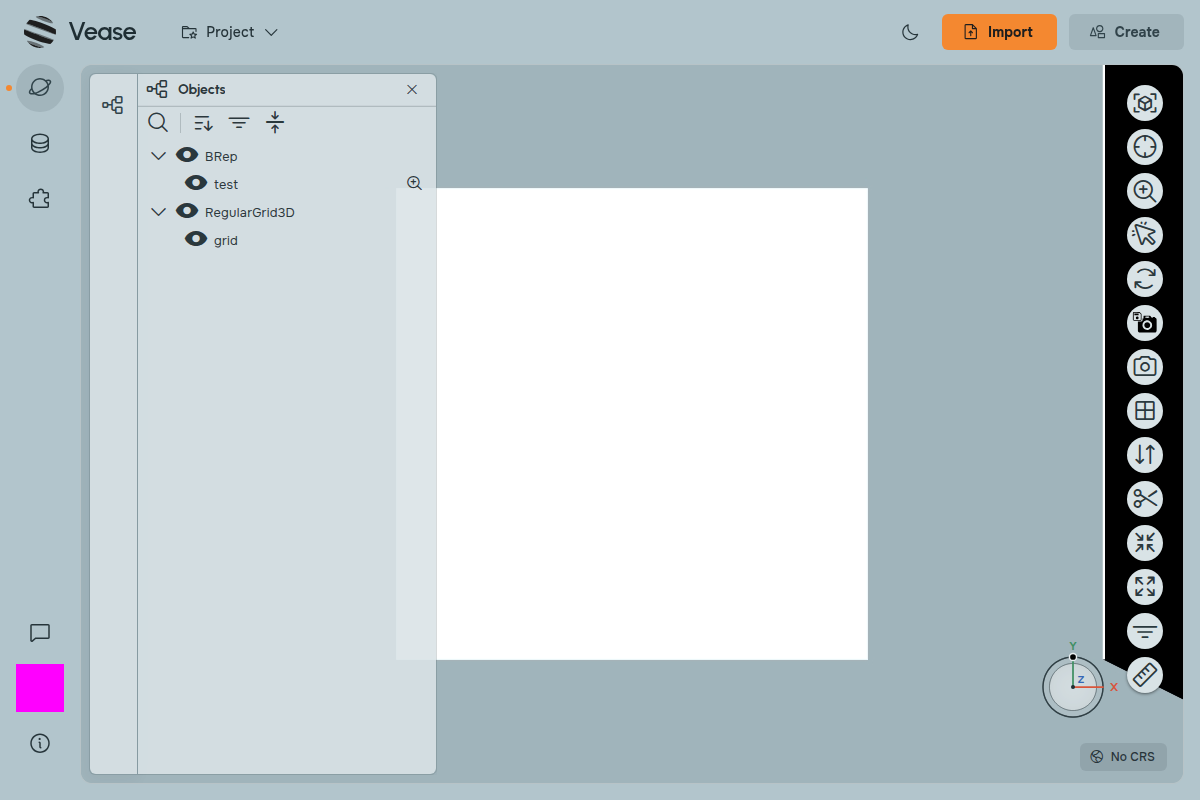 Vease
Project
Import
Create
Objects
BRep
test
RegularGrid3D
grid
Y
Z
X
No CRS